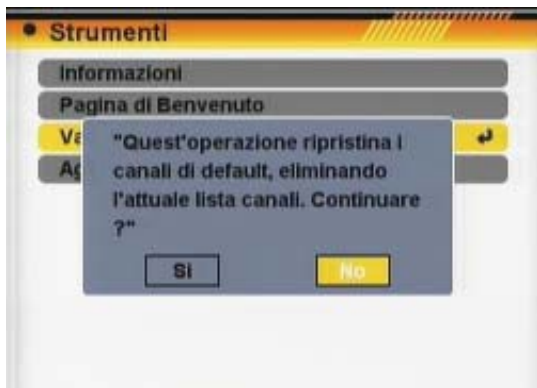 Strumenti
Informazioni
Pagina di Benvenuto
Va
"Quest'operazione ripristina i
canali di default, eliminando
l'attuale lista canali. Continuare
?"
Ag
Si
No